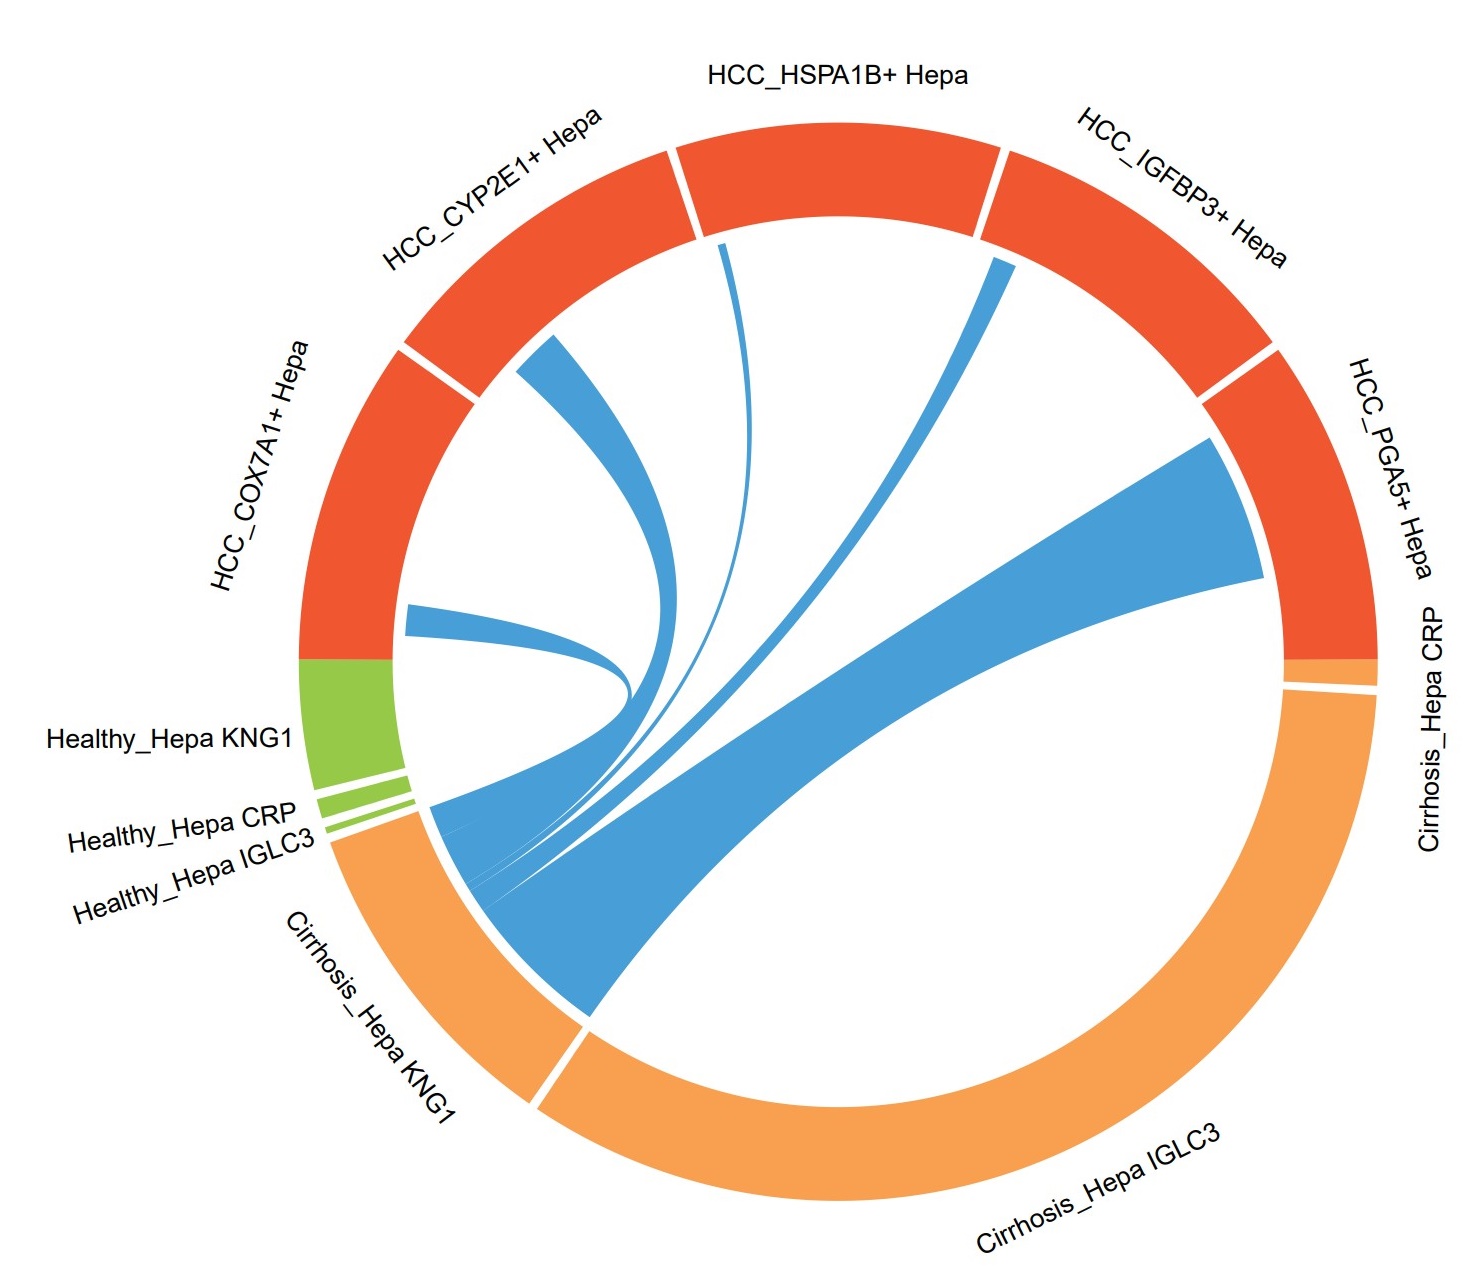 HCC_HSPA1B+ Hepa
HCC_CYP2E1+ Hepa
HCC_IGFBP3+ Hepa
HCC_COX7A1+ Hepa
HCC_PGA5+ Hepa
Cirrhosis_Hepa CRP
Healthy_Hepa KNG1
Healthy_Hepa CRP
Healthy_Hepa IGLC3
Cirrhosis_Hepa KNG1
Cirrhosis_Hepa IGLC3